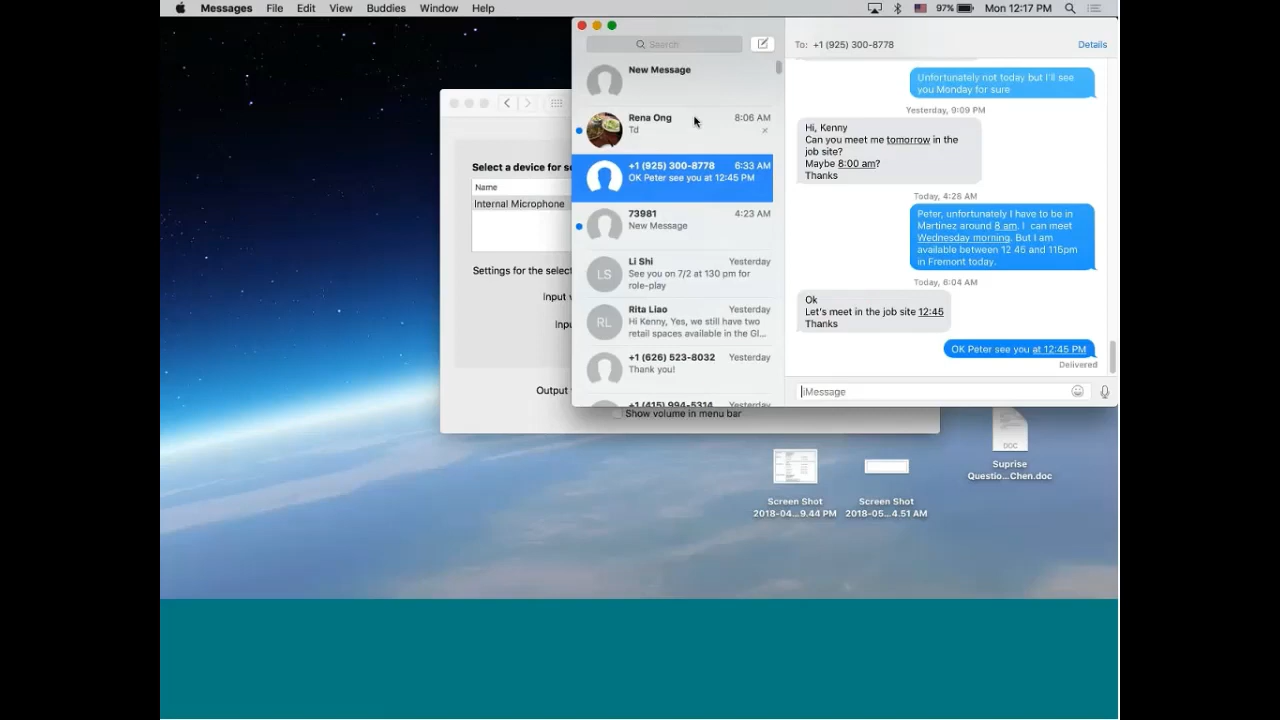 Messages File Edit View Buddies Window Help 97% Mon 12:17 PM
Search
To: +1 (925) 300-8778 Details
New Message
Rena Ong 8:06 AM
Td
+1 (925) 300-8778 6:33 AM
OK Peter see you at 12:45 PM
73981 4:23 AM
New Message
LS
Li Shi Yesterday
See you on 7/2 at 130 pm for
role-play
RL
Rita Liao Yesterday
Hi Kenny, Yes, we still have two
retail spaces available in the Gl...
+1 (626) 523-8032 Yesterday
Thank you!
+1 (415) 994-5314 Yesterday
Unfortunately not today but I'll see
you Monday for sure
Yesterday, 9:09 PM
Hi, Kenny
Can you meet me tomorrow in the
job site?
Maybe 8:00 am?
Thanks
Today, 4:28 AM
Peter, unfortunately I have to be in
Martinez around 8 am. I can meet
Wednesday morning. But I am
available between 12 45 and 115pm
in Fremont today.
Today, 6:04 AM
Ok
Let's meet in the job site 12:45
Thanks
OK Peter see you at 12:45 PM
Delivered
iMessage
Select a device for s
Name
Internal Microphone
Settings for the select
Input
Inpu
Output
Show volume in menu bar
DOC
Suprise
Questio...Chen.doc
Screen Shot
2018-04...9.44 PM
Screen Shot
2018-05...4.51 AM